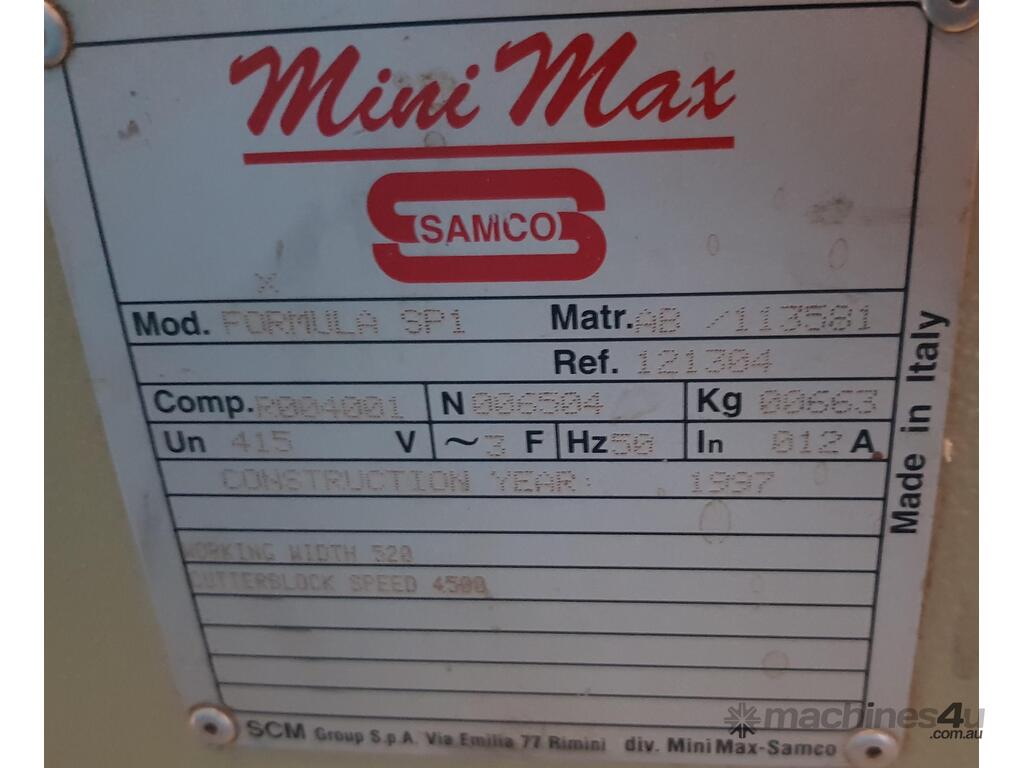 Mini Max
SAMCO
Mod. FORMULA SP1 Matr. AB /113581
Ref. 121304
Comp. R004001 N 006504 Kg 00663
Un 415 V ~3 F Hz 50 In 012 A
CONSTRUCTION YEAR: 1997
WORKING WIDTH 520
CUTTERBLOCK SPEED 4500
Made in Italy
SCM Group S.p.A. Via Emilia 77 Rimini div. MiniMax-Samco
machines4u
.com.au